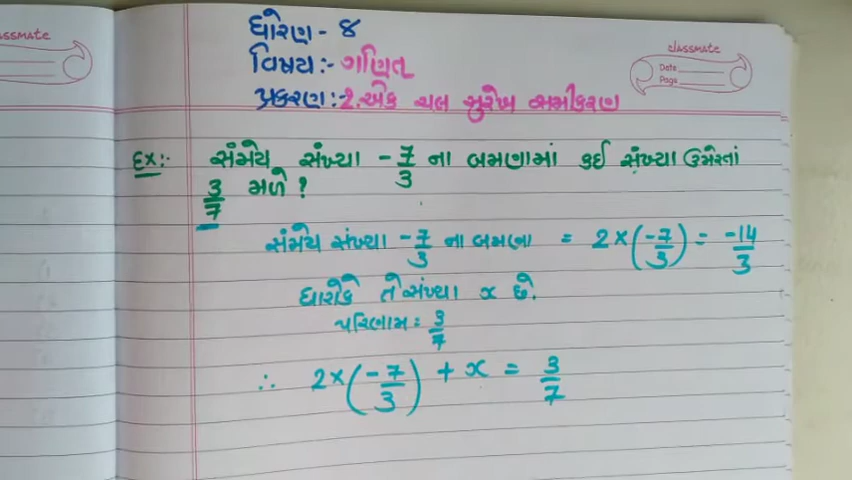 assmate
classmate
Date
Page
ધોરણ - ૪
વિષય :- ગણિત
પ્રકરણ :- 2. એક ચલ સુરેખ સમીકરણ
Ex:- સંમેય સંખ્યા -7/3 ના બમણામાં કઈ સંખ્યા ઉમેરતાં
3/7 મળે ?
સંમેય સંખ્યા -7/3 ના બમણા = 2 × (-7/3) = -14/3
ધારોકે તે સંખ્યા x છે.
પરિણામ = 3/7
∴ 2 × (-7/3) + x = 3/7